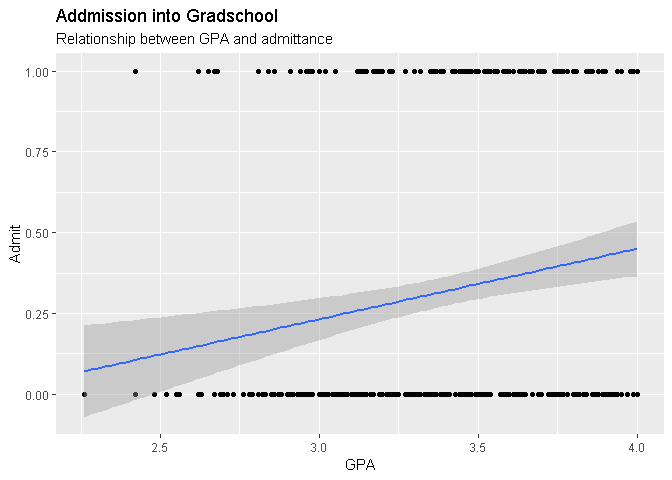 Addmission into Gradschool
Relationship between GPA and admittance
1.00
0.75
0.50
0.25
0.00
Admit
2.5
3.0
3.5
4.0
GPA